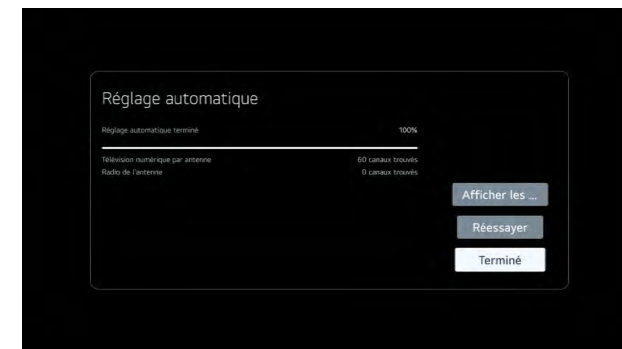 Réglage automatique
Réglage automatique terminé 100%
Télévision numérique par antenne 60 canaux trouvés
Radio de l'antenne 0 canaux trouvés
Afficher les ...
Réessayer
Terminé